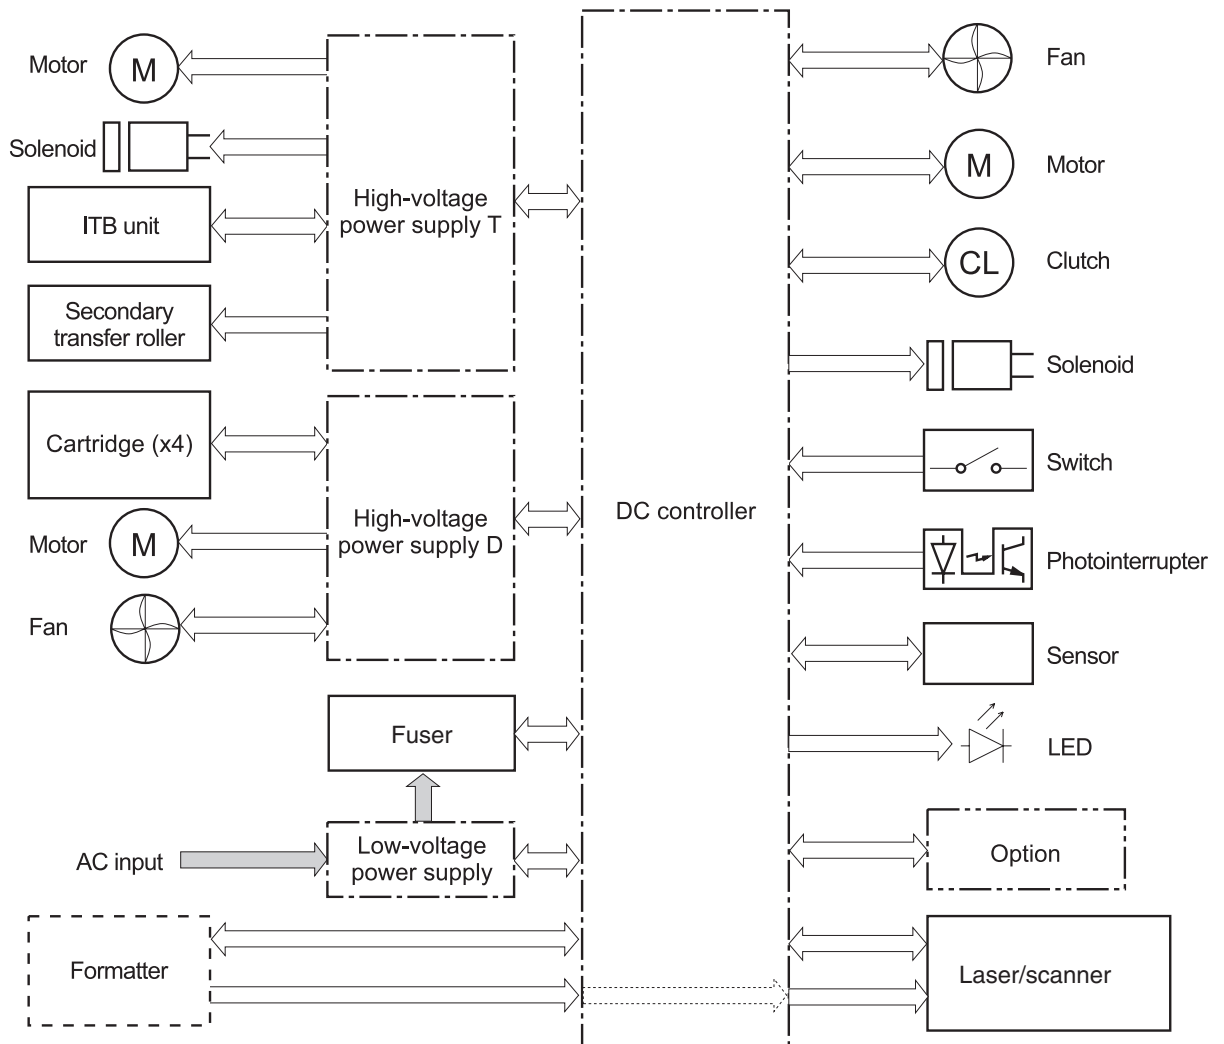 Motor
M
Solenoid
ITB unit
Secondary
transfer roller
High-voltage
power supply T
Cartridge (x4)
Motor
M
Fan
High-voltage
power supply D
Fuser
AC input
Low-voltage
power supply
Formatter
DC controller
Fan
M
Motor
CL
Clutch
Solenoid
Switch
Photointerrupter
Sensor
LED
Option
Laser/scanner